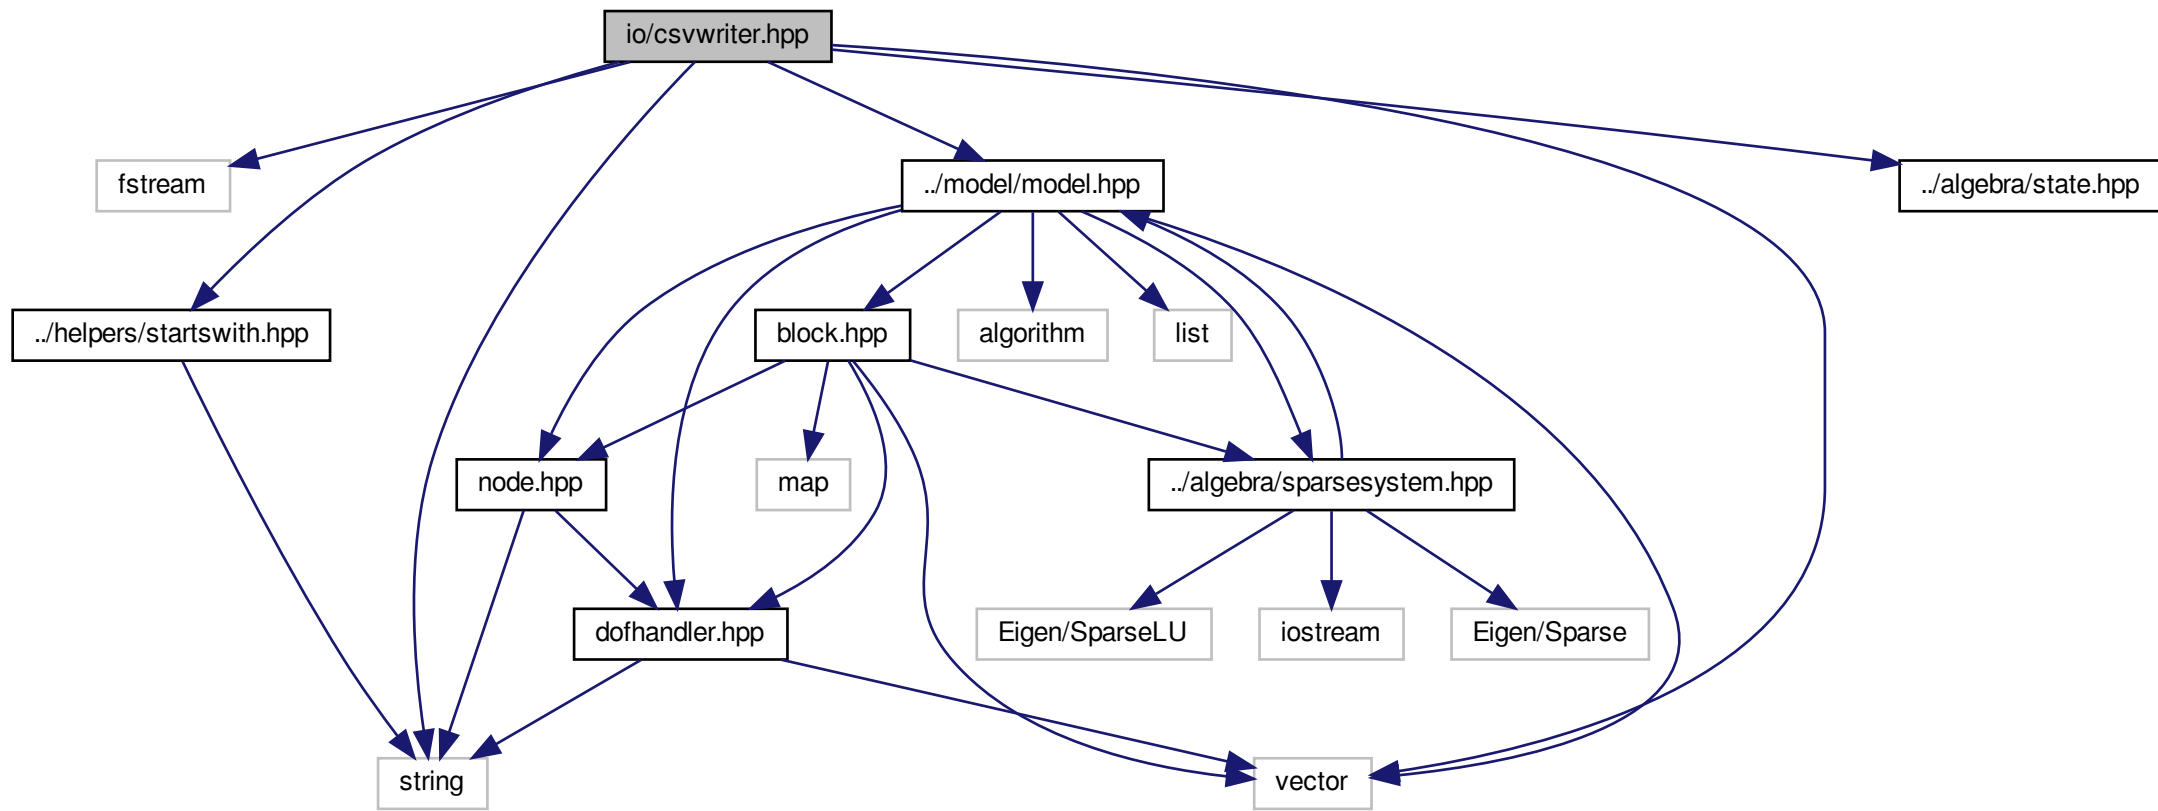 io/csvwriter.hpp
fstream
../model/model.hpp
../algebra/state.hpp
../helpers/startswith.hpp
block.hpp
algorithm
list
node.hpp
map
../algebra/sparsesystem.hpp
dofhandler.hpp
Eigen/SparseLU
iostream
Eigen/Sparse
string
vector